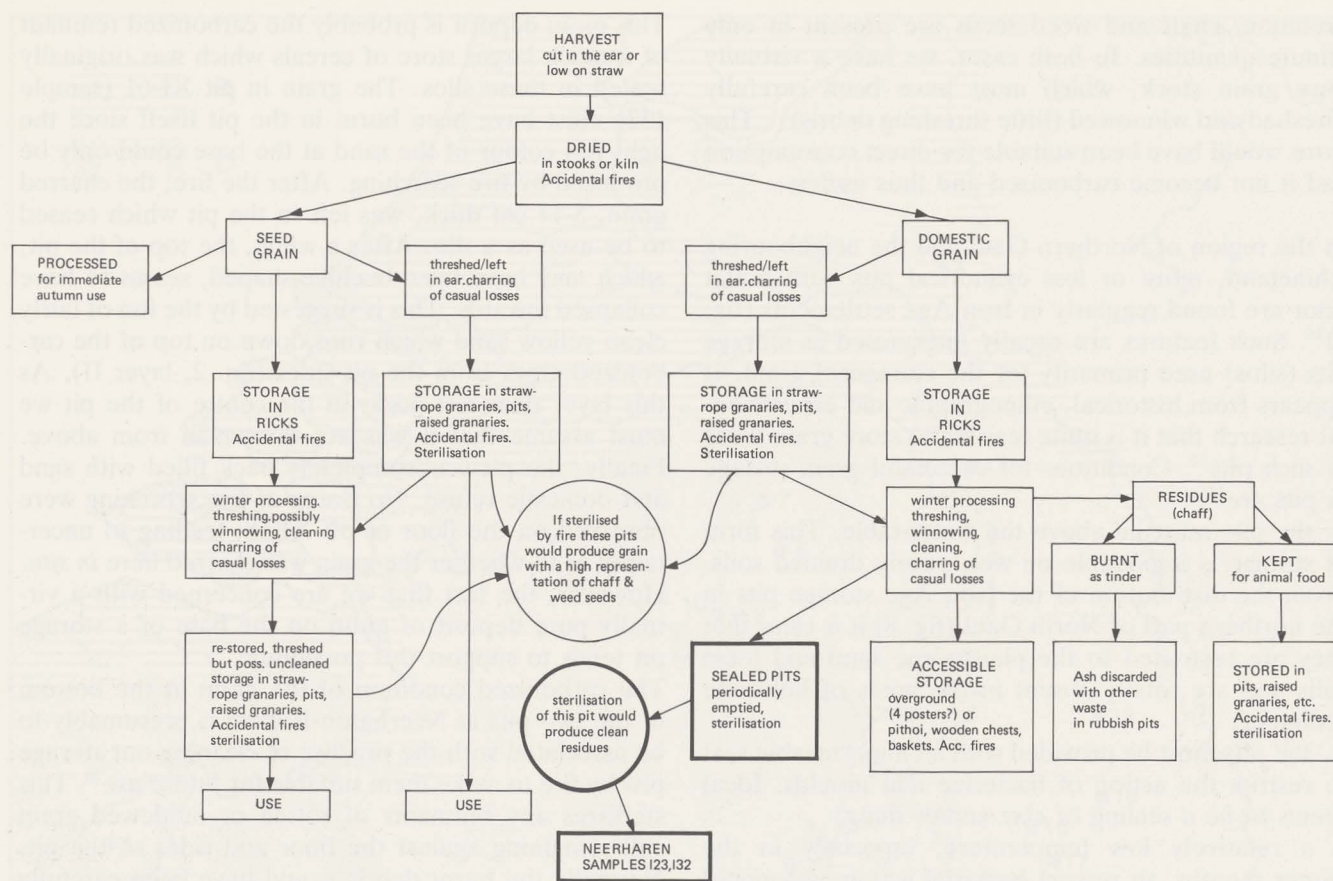 HARVEST
cut in the ear or
low on straw
DRIED
in stooks or kiln
Accidental fires
SEED
GRAIN
DOMESTIC
GRAIN
PROCESSED
for immediate
autumn use
threshed/left
in ear.charring
of casual losses
threshed/left
in ear.charring
of casual losses
STORAGE
IN
RICKS
Accidental fires
STORAGE in straw-
rope granaries, pits,
raised granaries.
Accidental fires.
Sterilisation
STORAGE in straw-
rope granaries, pits,
raised granaries.
Accidental fires.
Sterilisation
STORAGE
IN
RICKS
Accidental fires
winter processing.
threshing.possibly
winnowing, cleaning
charring of
casual losses
If sterilised
by fire these pits
would produce grain
with a high represen-
tation of chaff &
weed seeds
winter processing
threshing,
winnowing,
cleaning,
charring of
casual losses
RESIDUES
(chaff)
BURNT
as tinder
KEPT
for animal food
re-stored, threshed
but poss. uncleaned
storage in straw-
rope granaries, pits,
raised granaries.
Accidental fires
sterilisation
sterilisation
of this pit would
produce clean
residues
SEALED PITS
periodically
emptied,
sterilisation
ACCESSIBLE
STORAGE
overground
(4 posters?) or
pithoi, wooden chests,
baskets. Acc. fires
Ash discarded
with other
waste
in rubbish pits
STORED in
pits, raised
granaries, etc.
Accidental fires.
sterilisation
USE
USE
NEERHAREN
SAMPLES 123,132